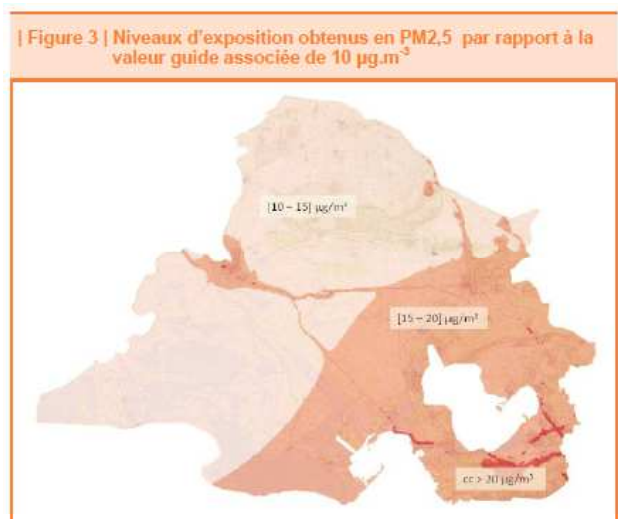 | Figure 3 | Niveaux d'exposition obtenus en PM2,5 par rapport à la
valeur guide associée de 10 µg.m⁻³
[10 – 15] µg/m³
[15 – 20] µg/m³
cc > 20 µg/m³